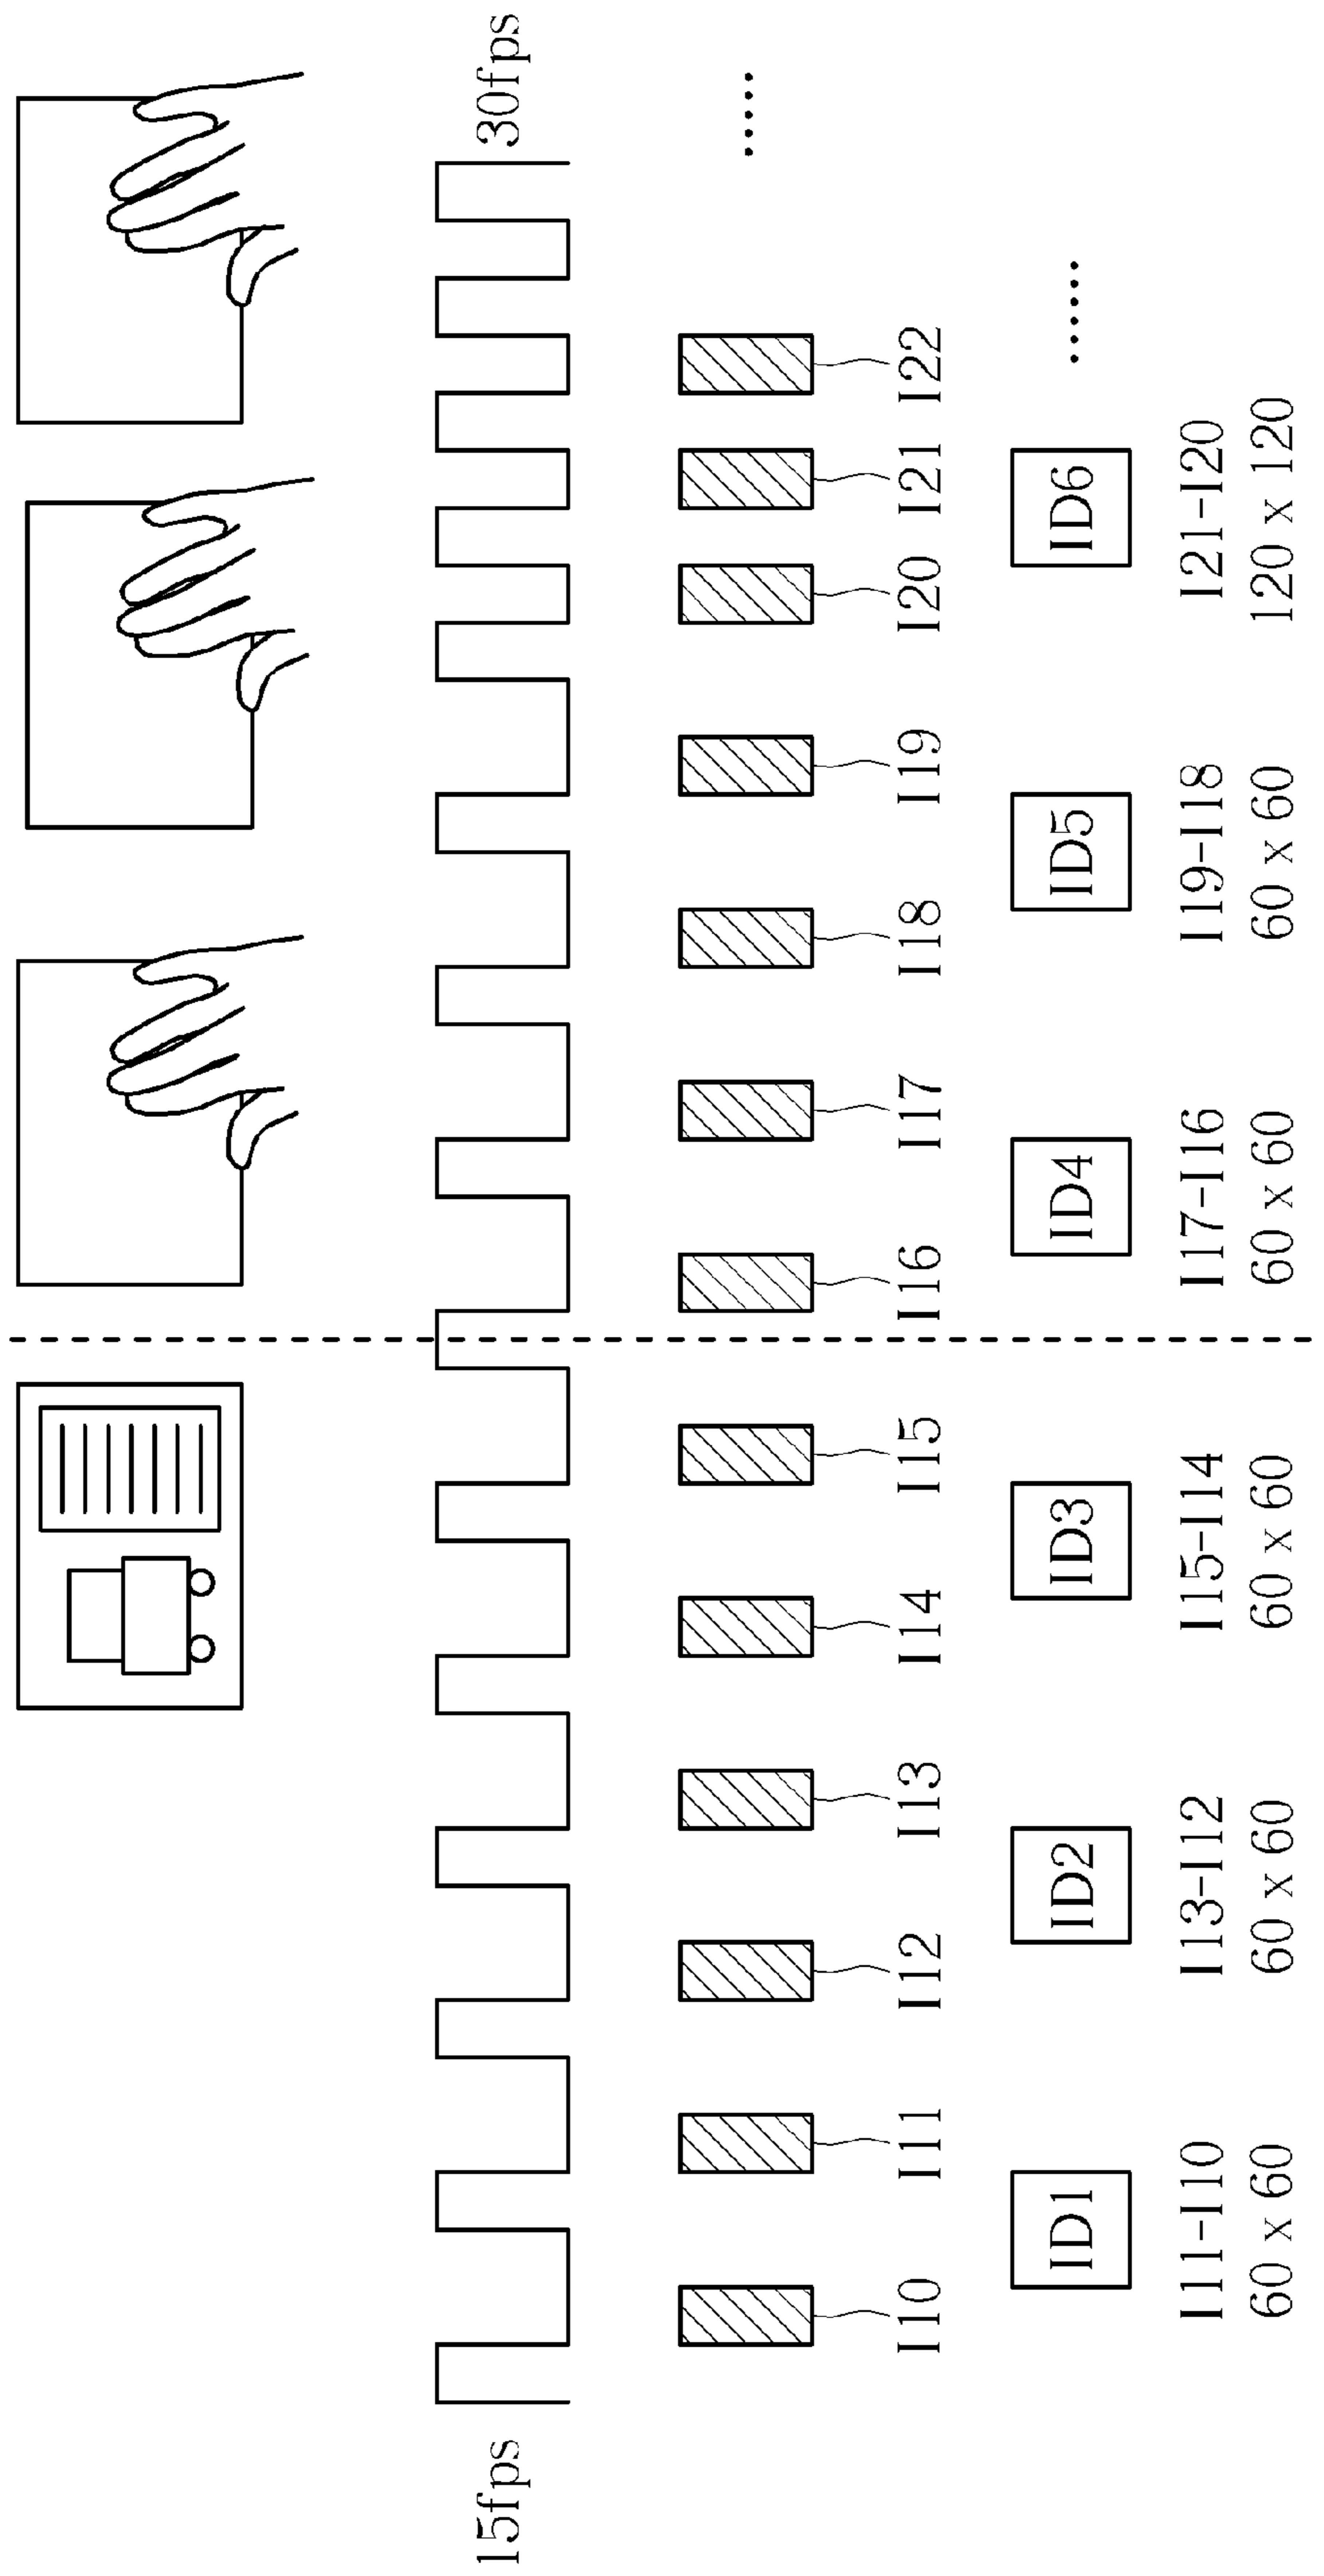 15fps 30fps
.....
I10 I11 I12 I13 I14 I15 I16 I17 I18 I19 I20 I21 I22
ID1 ID2 ID3 ID4 ID5 ID6 ......
I11-I10 I13-I12 I15-I14 I17-I16 I19-I18 I21-I20
60 x 60 60 x 60 60 x 60 60 x 60 60 x 60 120 x 120